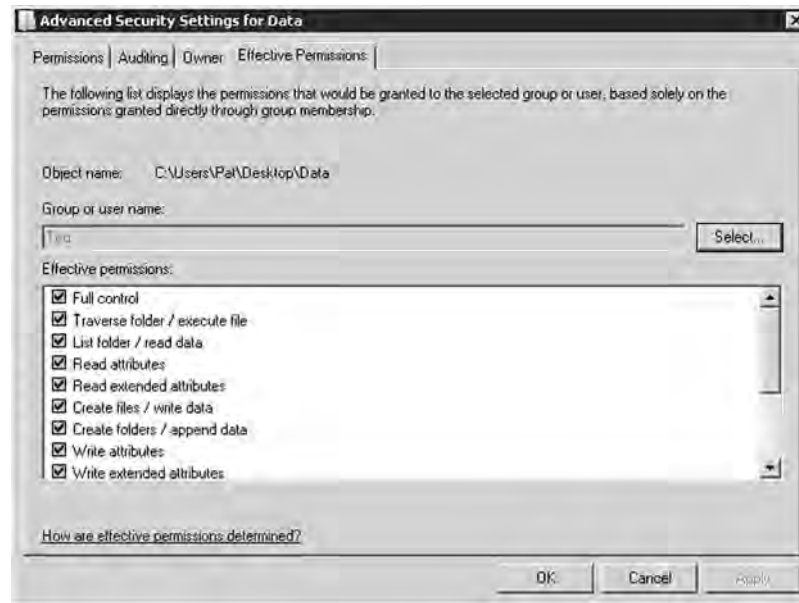 Advanced Security Settings for Data
Permissions Auditing Owner Effective Permissions
The following list displays the permissions that would be granted to the selected group or user, based solely on the
permissions granted directly through group membership.
Object name: C:\Users\Pat\Desktop\Data
Group or user name:
Select...
Effective permissions:
Full control
Traverse folder / execute file
List folder / read data
Read attributes
Read extended attributes
Create files / write data
Create folders / append data
Write attributes
Write extended attributes
How are effective permissions determined?
OK Cancel Apply